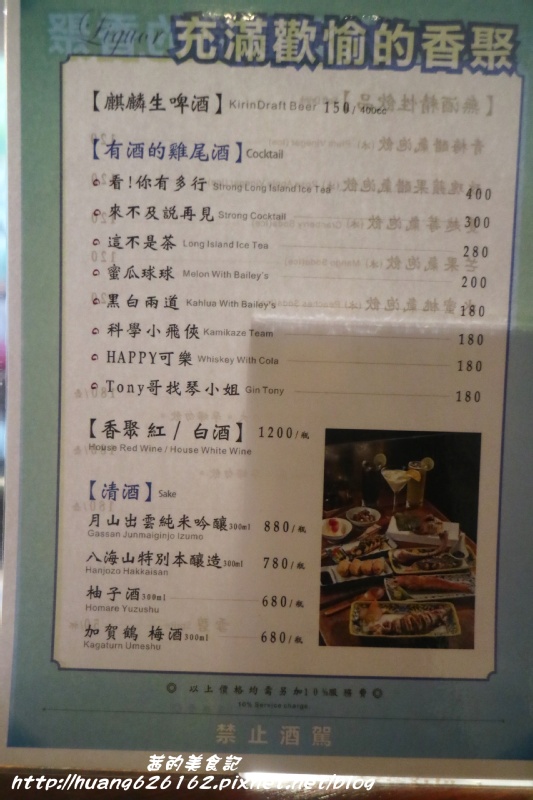 Liquor 充滿歡愉的香聚
【麒麟生啤酒】KirinDraft Beer 150/400cc
【有酒的雞尾酒】Cocktail
看!你有多行 Strong Long Island Ice Tea 400
來不及説再見 Strong Cocktail 300
這不是茶 Long Island Ice Tea 280
蜜瓜球球 Melon With Bailey's 200
黑白兩道 Kahlua With Bailey's 180
科學小飛俠 Kamikaze Team 180
HAPPY可樂 Whiskey With Cola 180
Tony哥找琴小姐 Gin Tony 180
【香聚 紅/白酒】 1200/瓶
House Red Wine / House White Wine
【清酒】Sake
月山出雲純米吟釀300ml 880/瓶
Gassan Junmaiginjo Izumo
八海山特別本釀造300ml 780/瓶
Honjozo Hakkaisan
柚子酒300ml 680/瓶
Homare Yuzushu
加賀鶴 梅酒300ml 680/瓶
Kagaturn Umeshu
以上價格均需另加10%服務費
10% Service charge
禁止酒駕
茜的美食記
http://huang626162.pixnet.net/blog